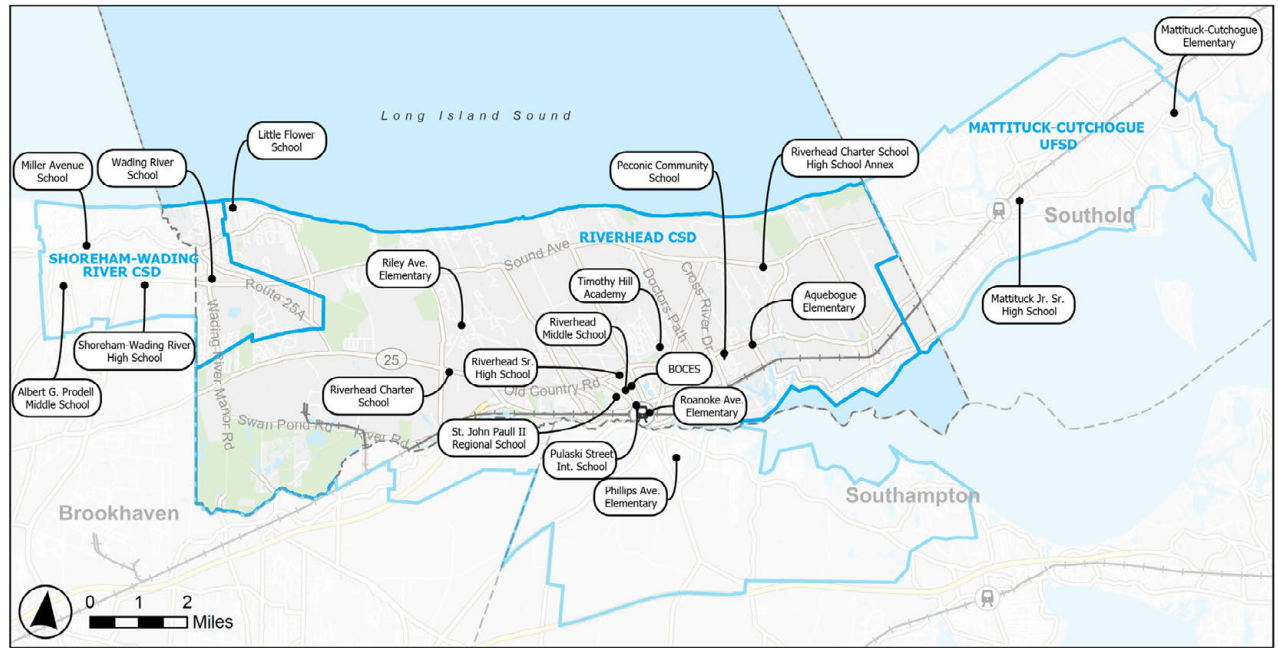 Mattituck-Cutchogue
Elementary
Long Island Sound
MATTITUCK-CUTCHOGUE
UFSD
Little Flower
School
Miller Avenue
School
Wading River
School
Peconic Community
School
Riverhead Charter School
High School Annex
Southold
RIVERHEAD CSD
SHOREHAM-WADING
RIVER CSD
Riley Ave.
Elementary
Sound Ave
Timothy Hill
Academy
Doctors Path
Cross River Dr
Aquebogue
Elementary
Mattituck Jr. Sr.
High School
Route 25A
Riverhead
Middle School
Shoreham-Wading River
High School
Wading River Manor Rd
25
Riverhead Sr.
High School
BOCES
Albert G. Prodell
Middle School
Riverhead Charter
School
Old Country Rd
Roanoke Ave.
Elementary
Swan Pond Rd
River Rd
St. John Paull II
Regional School
Pulaski Street
Int. School
Phillips Ave.
Elementary
Southampton
Brookhaven
0 1 2
Miles